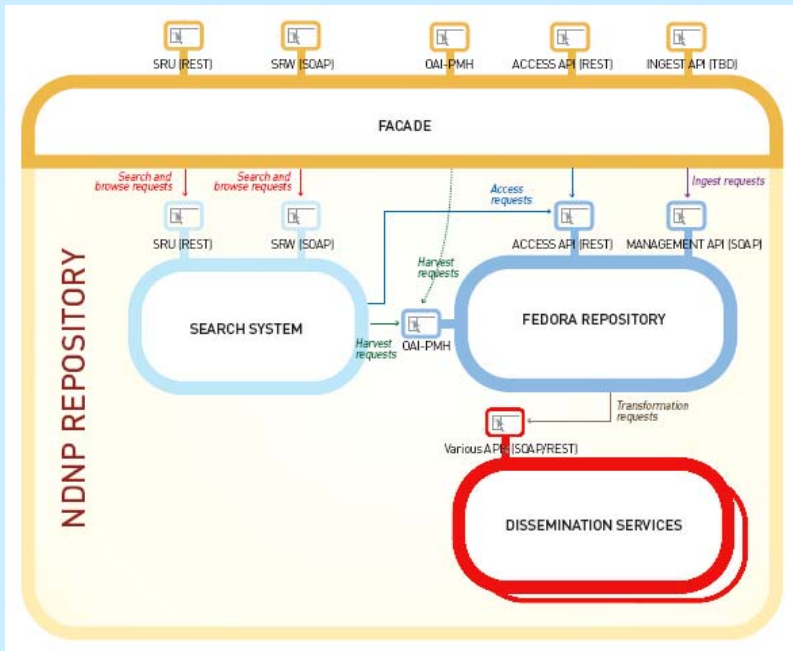 SRU (REST)
SRW (SOAP)
OAI-PMH
ACCESS API (REST)
INGEST API (TBD)
FACADE
Search and
browse requests
Search and
browse requests
Access
requests
Ingest requests
SRU (REST)
SRW (SOAP)
ACCESS API (REST)
MANAGEMENT API (SOAP)
Harvest
requests
SEARCH SYSTEM
FEDORA REPOSITORY
Harvest
requests
OAI-PMH
NDNP REPOSITORY
Transformation
requests
Various APIs (SOAP/REST)
DISSEMINATION SERVICES